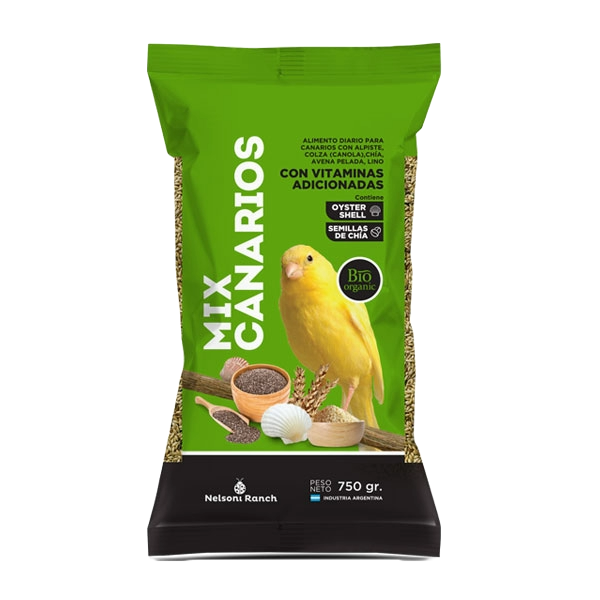 MIX
CANARIOS
ALIMENTO DIARIO PARA
CANARIOS CON ALPISTE,
COLZA (CANOLA),CHÍA,
AVENA PELADA, LINO
CON VITAMINAS
ADICIONADAS
Contiene
OYSTER
SHELL
SEMILLAS
DE CHÍA
Bio
organic
Nelsoni Ranch
PESO
NETO
750 gr.
INDUSTRIA ARGENTINA